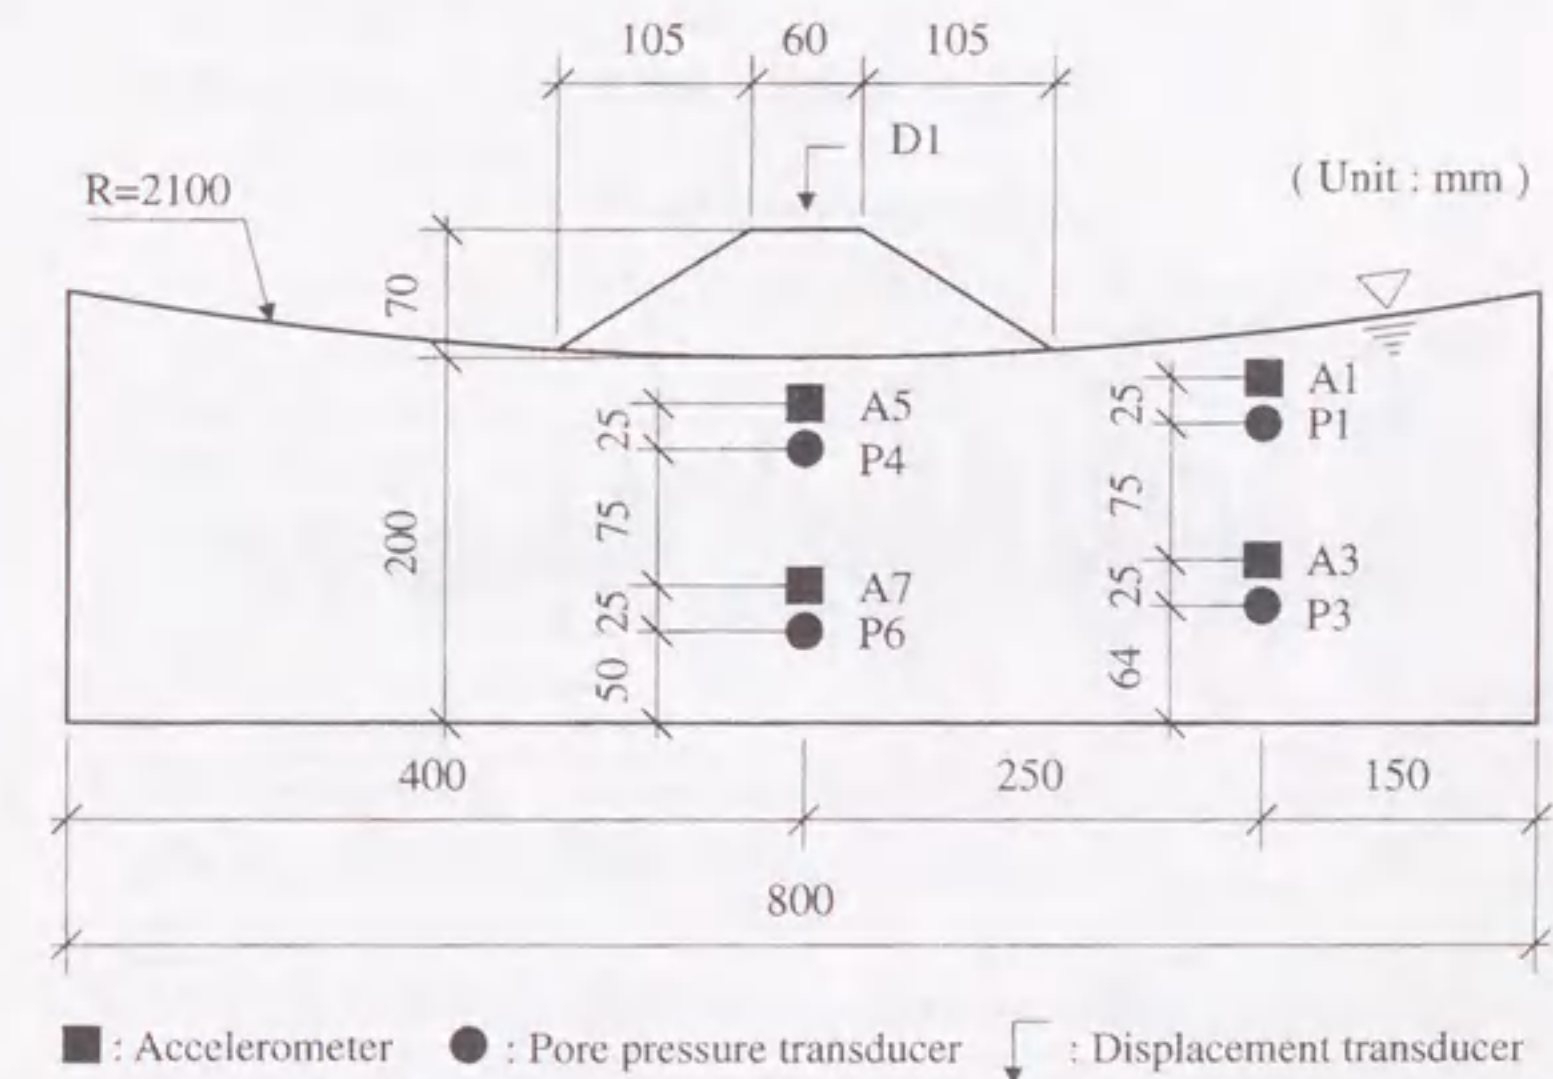 105 60 105
D1
R=2100
( Unit : mm )
70
A5
25
P4
A1
25
P1
200
75
75
A7
25
P6
A3
25
P3
50
64
400 250 150
800
: Accelerometer : Pore pressure transducer : Displacement transducer